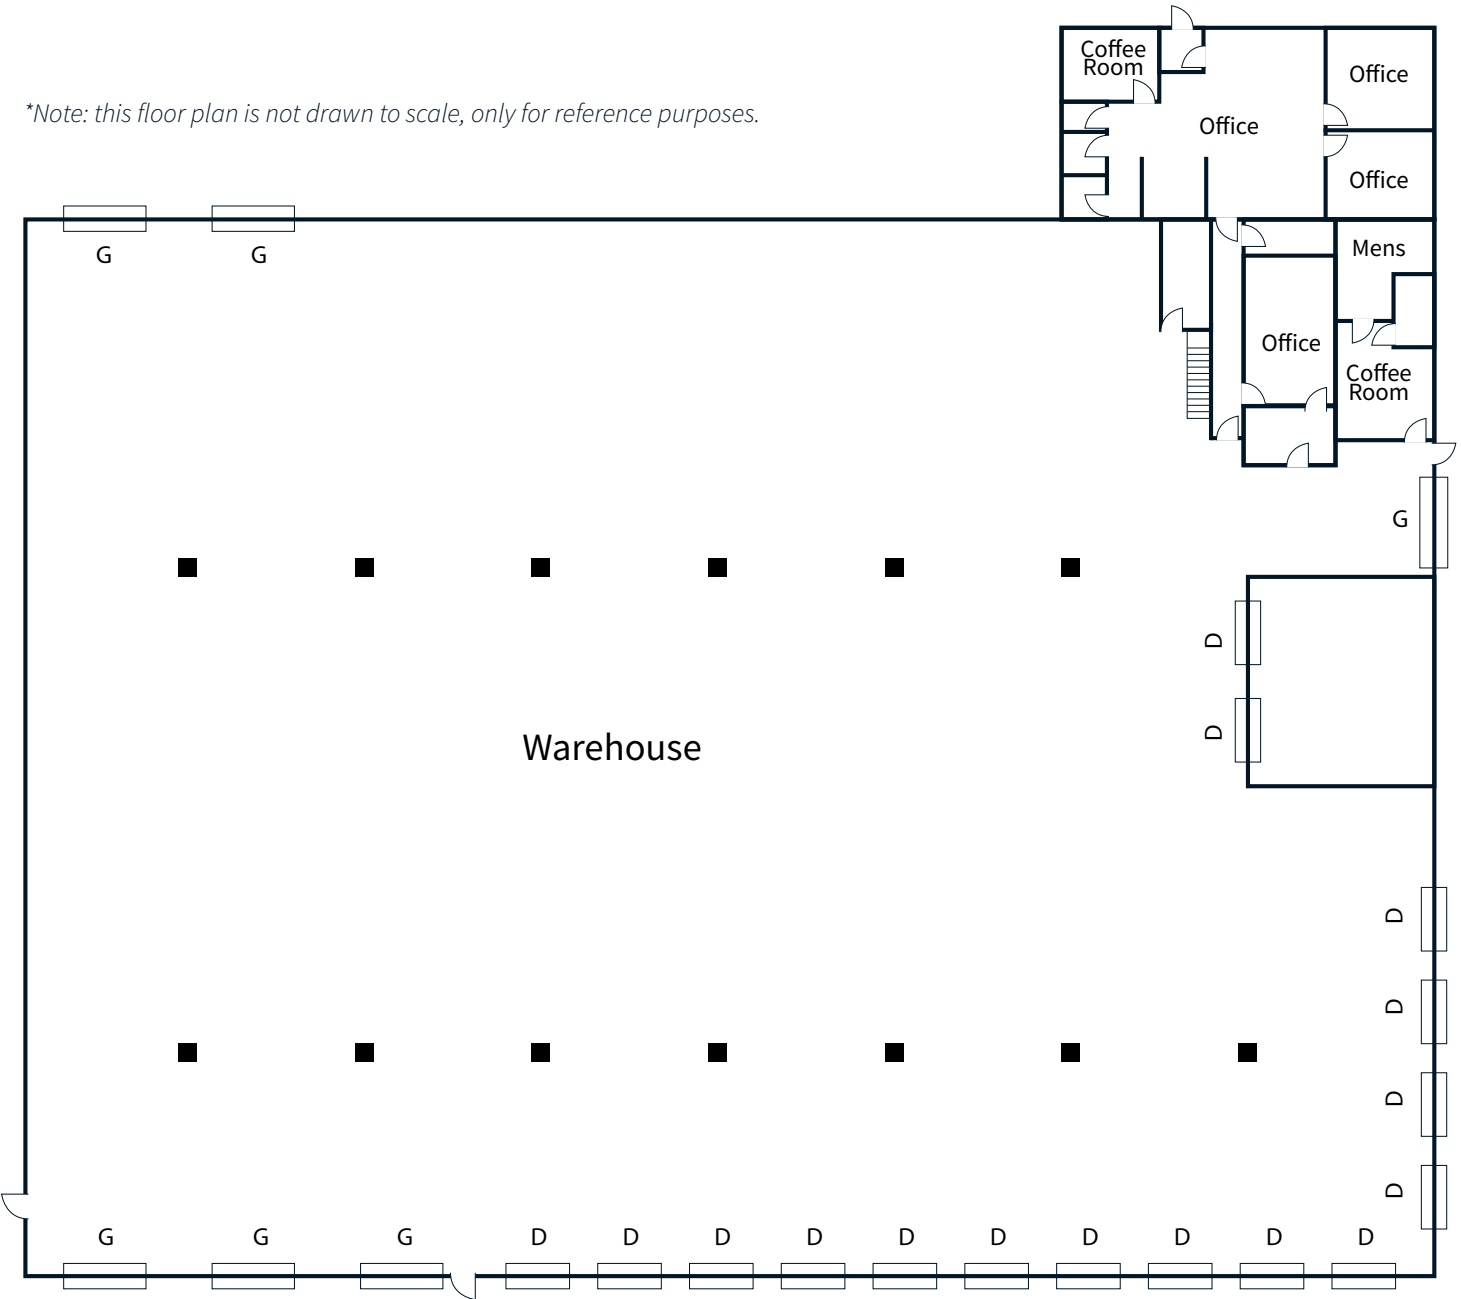 Coffee
Room
Office
*Note: this floor plan is not drawn to scale, only for reference purposes.
Office
Office
G
G
Mens
Office
Coffee
Room
G
D
D
Warehouse
D
D
D
D
G
G
G
D
D
D
D
D
D
D
D
D
D